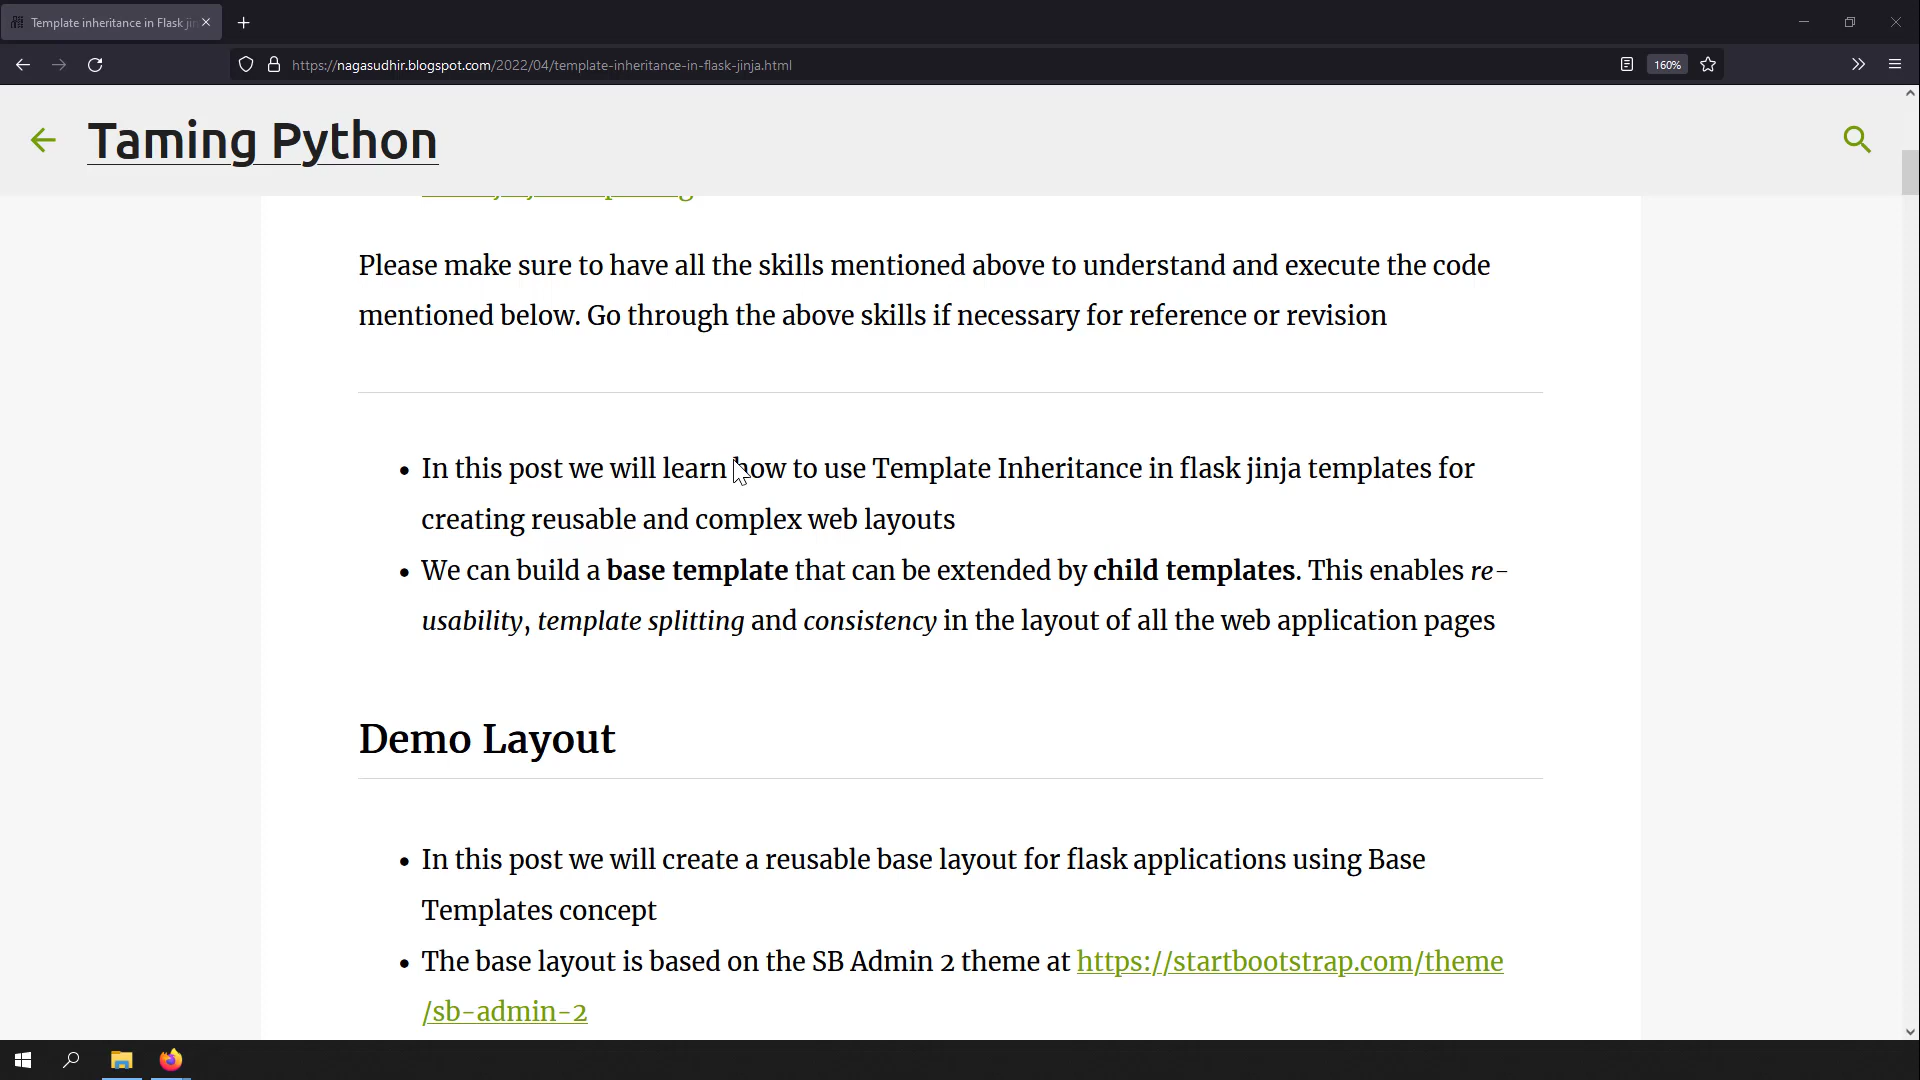 Template inheritance in Flask jin
https://nagasudhir.blogspot.com/2022/04/template-inheritance-in-flask-jinja.html
160%
Taming Python
Please make sure to have all the skills mentioned above to understand and execute the code
mentioned below. Go through the above skills if necessary for reference or revision
• In this post we will learn how to use Template Inheritance in flask jinja templates for
creating reusable and complex web layouts
• We can build a base template that can be extended by child templates. This enables re-
usability, template splitting and consistency in the layout of all the web application pages
Demo Layout
• In this post we will create a reusable base layout for flask applications using Base
Templates concept
• The base layout is based on the SB Admin 2 theme at https://startbootstrap.com/theme
/sb-admin-2